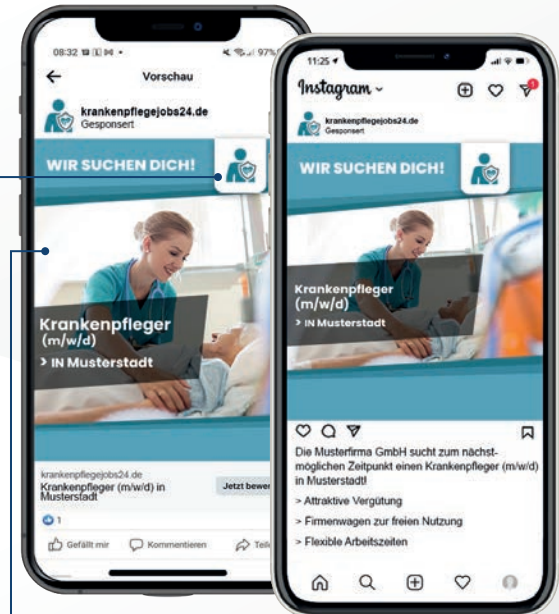 08:32
97%
Vorschau
krankenpflegejobs24.de
Gesponsert
WIR SUCHEN DICH!
Krankenpfleger
(m/w/d)
> IN Musterstadt
krankenpflegejobs24.de
Krankenpfleger (m/w/d) in
Musterstadt
Jetzt bewer
1
Gefällt mir
Kommentieren
Teile
11:25
Instagram
1
krankenpflegejobs24.de
Gesponsert
WIR SUCHEN DICH!
Krankenpfleger
(m/w/d)
> IN Musterstadt
Die Musterfirma GmbH sucht zum nächst-
möglichen Zeitpunkt einen Krankenpfleger (m/w/d)
in Musterstadt!
> Attraktive Vergütung
> Firmenwagen zur freien Nutzung
> Flexible Arbeitszeiten